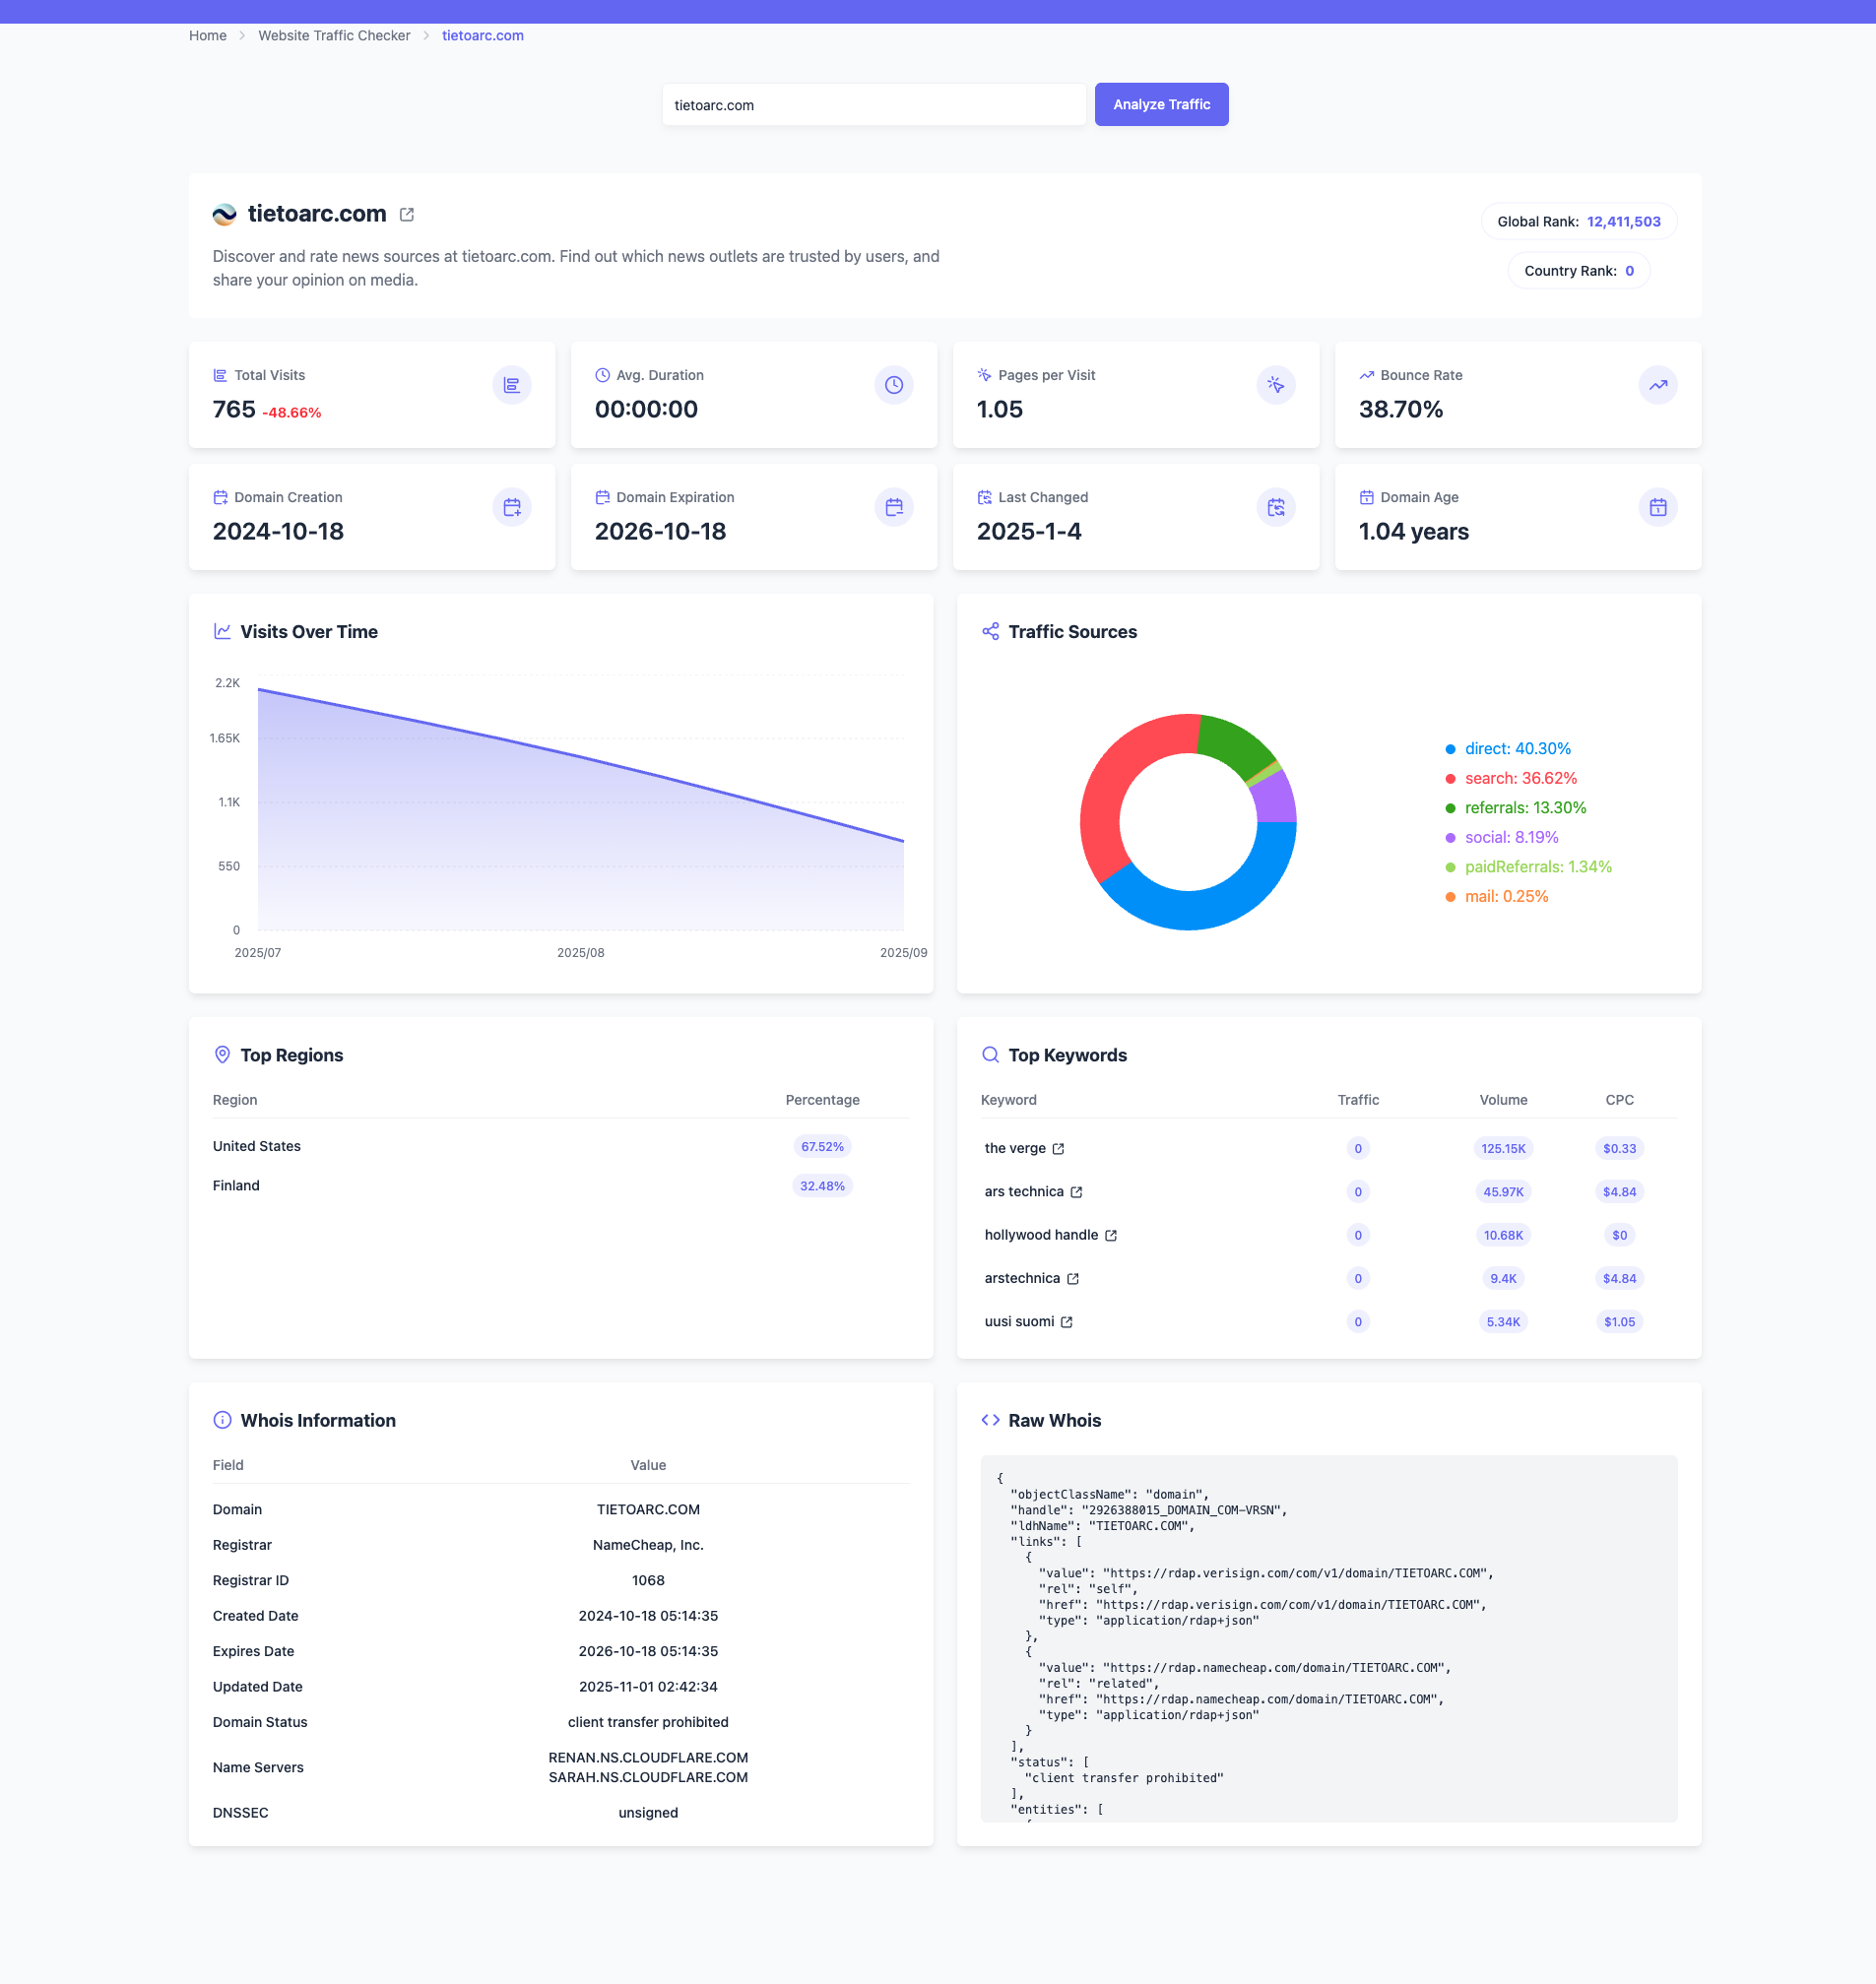 Home > Website Traffic Checker > tietoarc.com
tietoarc.com
Analyze Traffic
tietoarc.com
Discover and rate news sources at tietoarc.com. Find out which news outlets are trusted by users, and
share your opinion on media.
Global Rank: 12,411,503
Country Rank: 0
Total Visits
765 -48.66%
Avg. Duration
00:00:00
Pages per Visit
1.05
Bounce Rate
38.70%
Domain Creation
2024-10-18
Domain Expiration
2026-10-18
Last Changed
2025-1-4
Domain Age
1.04 years
Visits Over Time
2.2K
1.65K
1.1K
550
0
2025/07 2025/08 2025/09
Traffic Sources
direct: 40.30%
search: 36.62%
referrals: 13.30%
social: 8.19%
paidReferrals: 1.34%
mail: 0.25%
Top Regions
Region Percentage
United States 67.52%
Finland 32.48%
Top Keywords
Keyword Traffic Volume CPC
the verge 0 125.15K $0.33
ars technica 0 45.97K $4.84
hollywood handle 0 10.68K $0
arstechnica 0 9.4K $4.84
uusi suomi 0 5.34K $1.05
Whois Information
Field Value
Domain TIETOARC.COM
Registrar NameCheap, Inc.
Registrar ID 1068
Created Date 2024-10-18 05:14:35
Expires Date 2026-10-18 05:14:35
Updated Date 2025-11-01 02:42:34
Domain Status client transfer prohibited
Name Servers RENAN.NS.CLOUDFLARE.COM
SARAH.NS.CLOUDFLARE.COM
DNSSEC unsigned
Raw Whois
{
"objectClassName": "domain",
"handle": "2926388015_DOMAIN_COM-VRSN",
"ldhName": "TIETOARC.COM",
"links": [
{
"value": "https://rdap.verisign.com/com/v1/domain/TIETOARC.COM",
"rel": "self",
"href": "https://rdap.verisign.com/com/v1/domain/TIETOARC.COM",
"type": "application/rdap+json"
},
{
"value": "https://rdap.namecheap.com/domain/TIETOARC.COM",
"rel": "related",
"href": "https://rdap.namecheap.com/domain/TIETOARC.COM",
"type": "application/rdap+json"
}
],
"status": [
"client transfer prohibited"
],
"entities": [